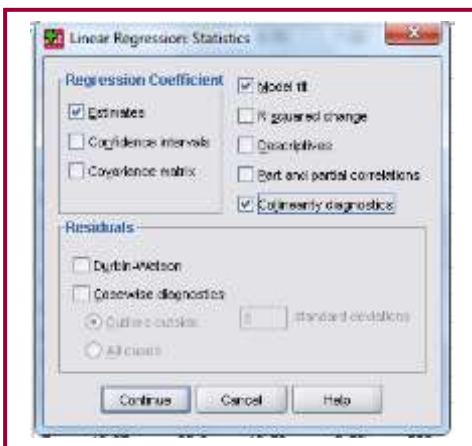 Linear Regression: Statistics
Regression Coefficient
Estimates
Confidence intervals
Covariance matrix
Model fit
R squared change
Descriptives
Part and partial correlations
Collinearity diagnostics
Residuals
Durbin-Watson
Casewise diagnostics
Outliers outside
standard deviations
All cases
Continue
Cancel
Help